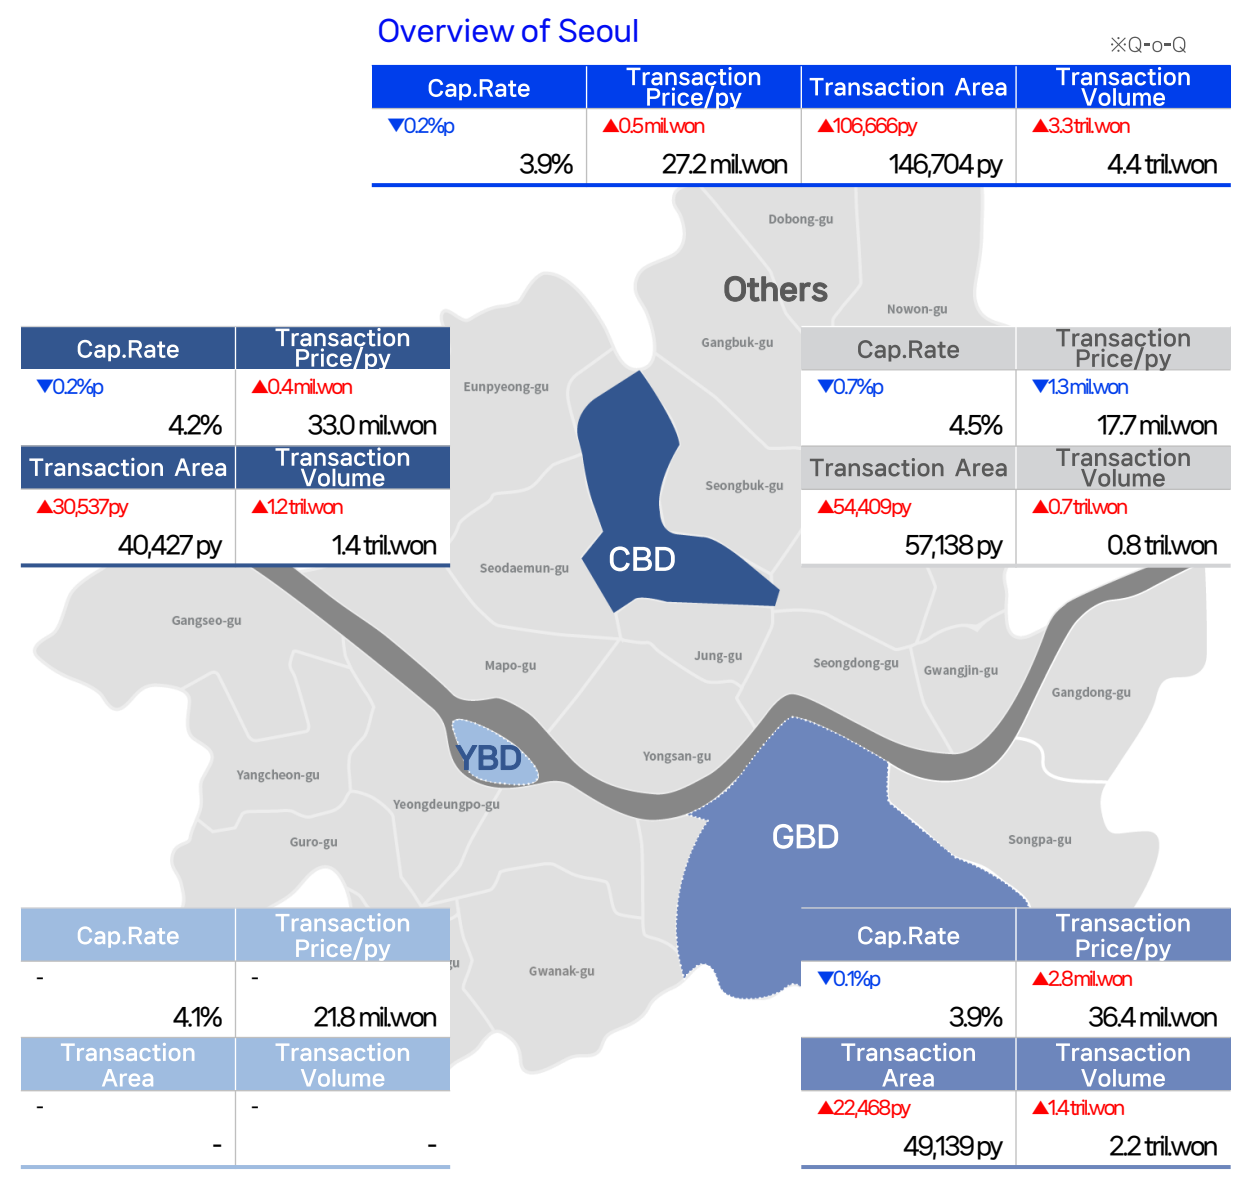 Overview of Seoul
※Q-o-Q
Cap.Rate
Transaction
Price/py
Transaction Area
Transaction
Volume
▼0.2%p
▲0.5mil.won
▲106,666py
▲3.3tril.won
3.9%
27.2 mil.won
146,704 py
4.4 tril.won
Dobong-gu
Others
Nowon-gu
Gangbuk-gu
Eunpyeong-gu
Cap.Rate
Transaction
Price/py
▼0.2%p
▲0.4mil.won
4.2%
33.0 mil.won
Transaction Area
Transaction
Volume
▲30,537py
▲1.2tril.won
40,427 py
1.4 tril.won
Cap.Rate
Transaction
Price/py
▼0.7%p
▼1.3mil.won
4.5%
17.7 mil.won
Transaction Area
Transaction
Volume
▲54,409py
▲0.7tril.won
57,138 py
0.8 tril.won
Seongbuk-gu
CBD
Seodaemun-gu
Gangseo-gu
Mapo-gu
Jung-gu
Seongdong-gu
Gwangjin-gu
Gangdong-gu
YBD
Yongsan-gu
Yangcheon-gu
Yeongdeungpo-gu
Guro-gu
GBD
Songpa-gu
gu
Gwanak-gu
Cap.Rate
Transaction
Price/py
-
-
4.1%
21.8 mil.won
Transaction
Area
Transaction
Volume
-
-
-
-
Cap.Rate
Transaction
Price/py
▼0.1%p
▲2.8mil.won
3.9%
36.4 mil.won
Transaction
Area
Transaction
Volume
▲22,468py
▲1.4tril.won
49,139 py
2.2 tril.won